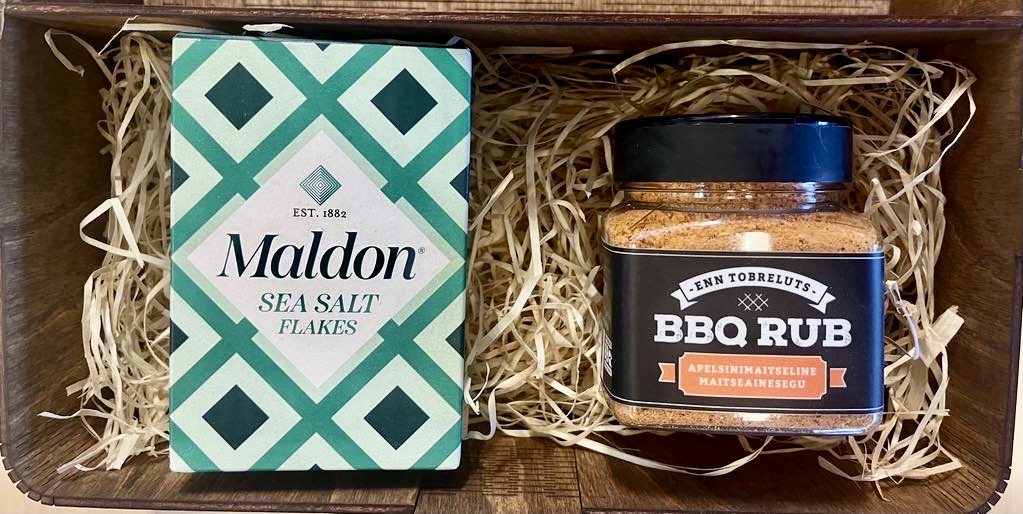 EST. 1882
Maldon®
SEA SALT
FLAKES
-ENN TOBRELUTS-
BBQ RUB
APELSINIMAITSELINE
MAITSEAINESEGU